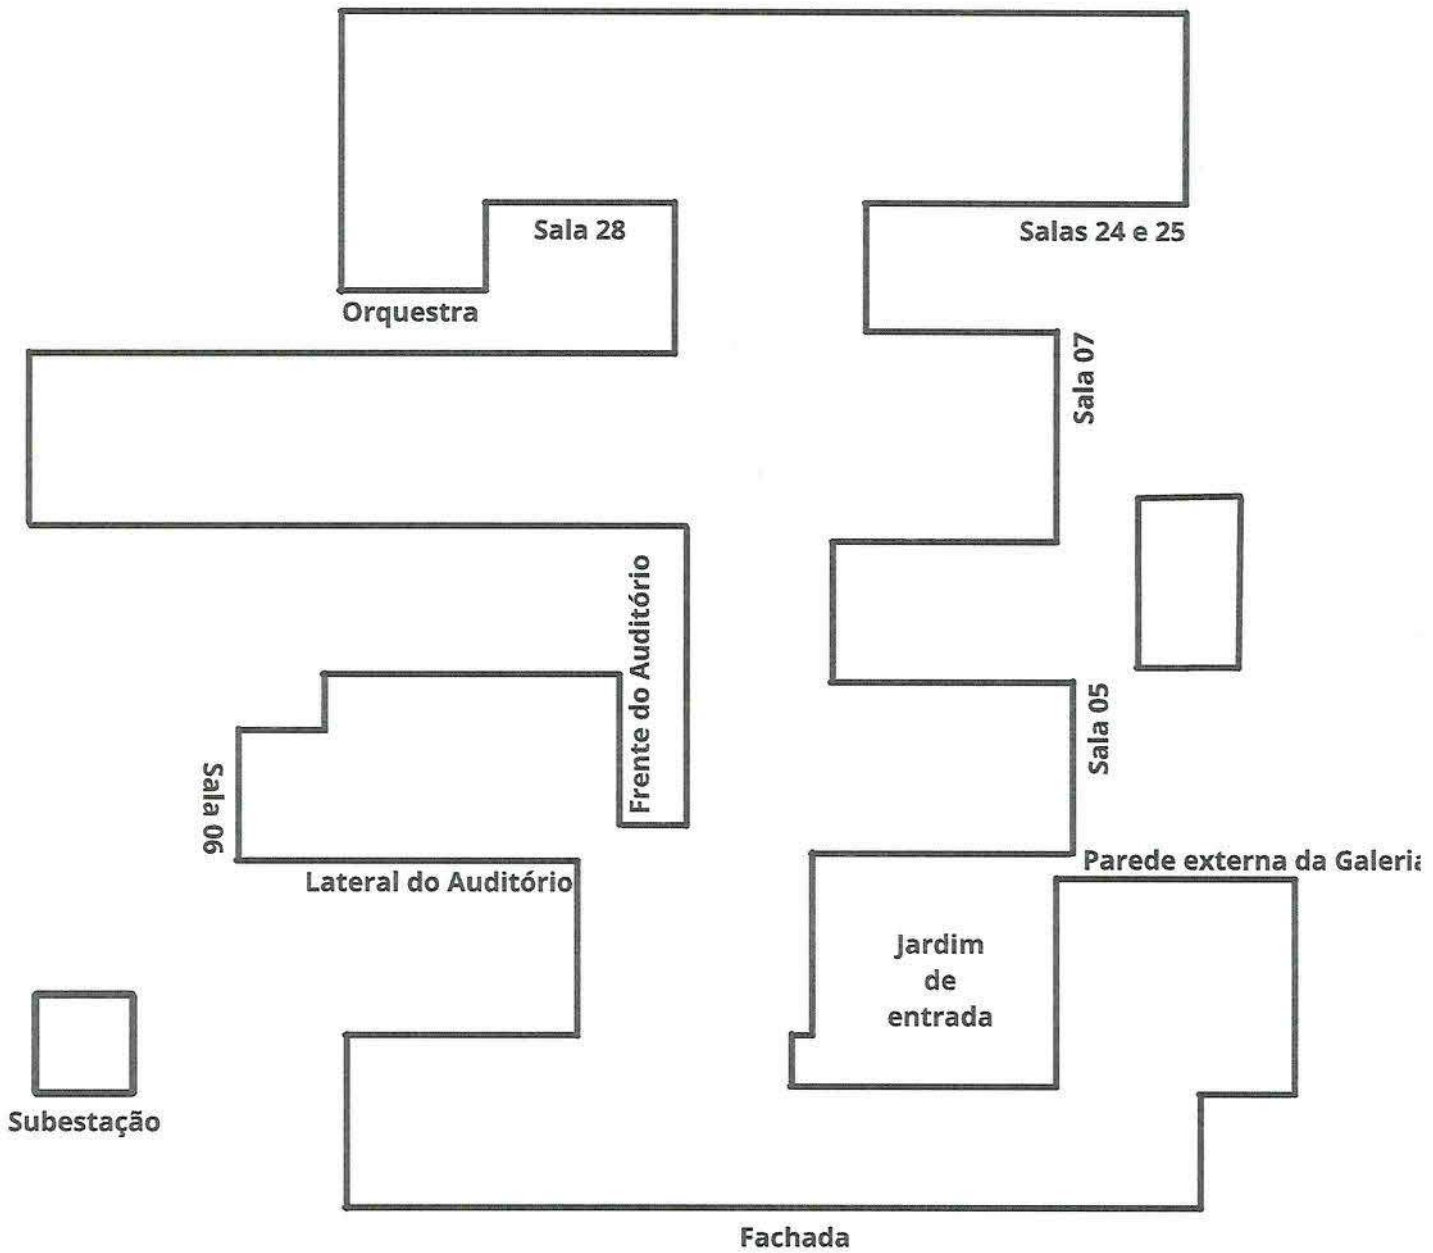 Sala 28
Salas 24 e 25
Orquestra
Sala 07
Frente do Auditório
Sala 05
Sala 06
Parede externa da Galeria
Lateral do Auditório
Jardim
de
entrada
Subestação
Fachada